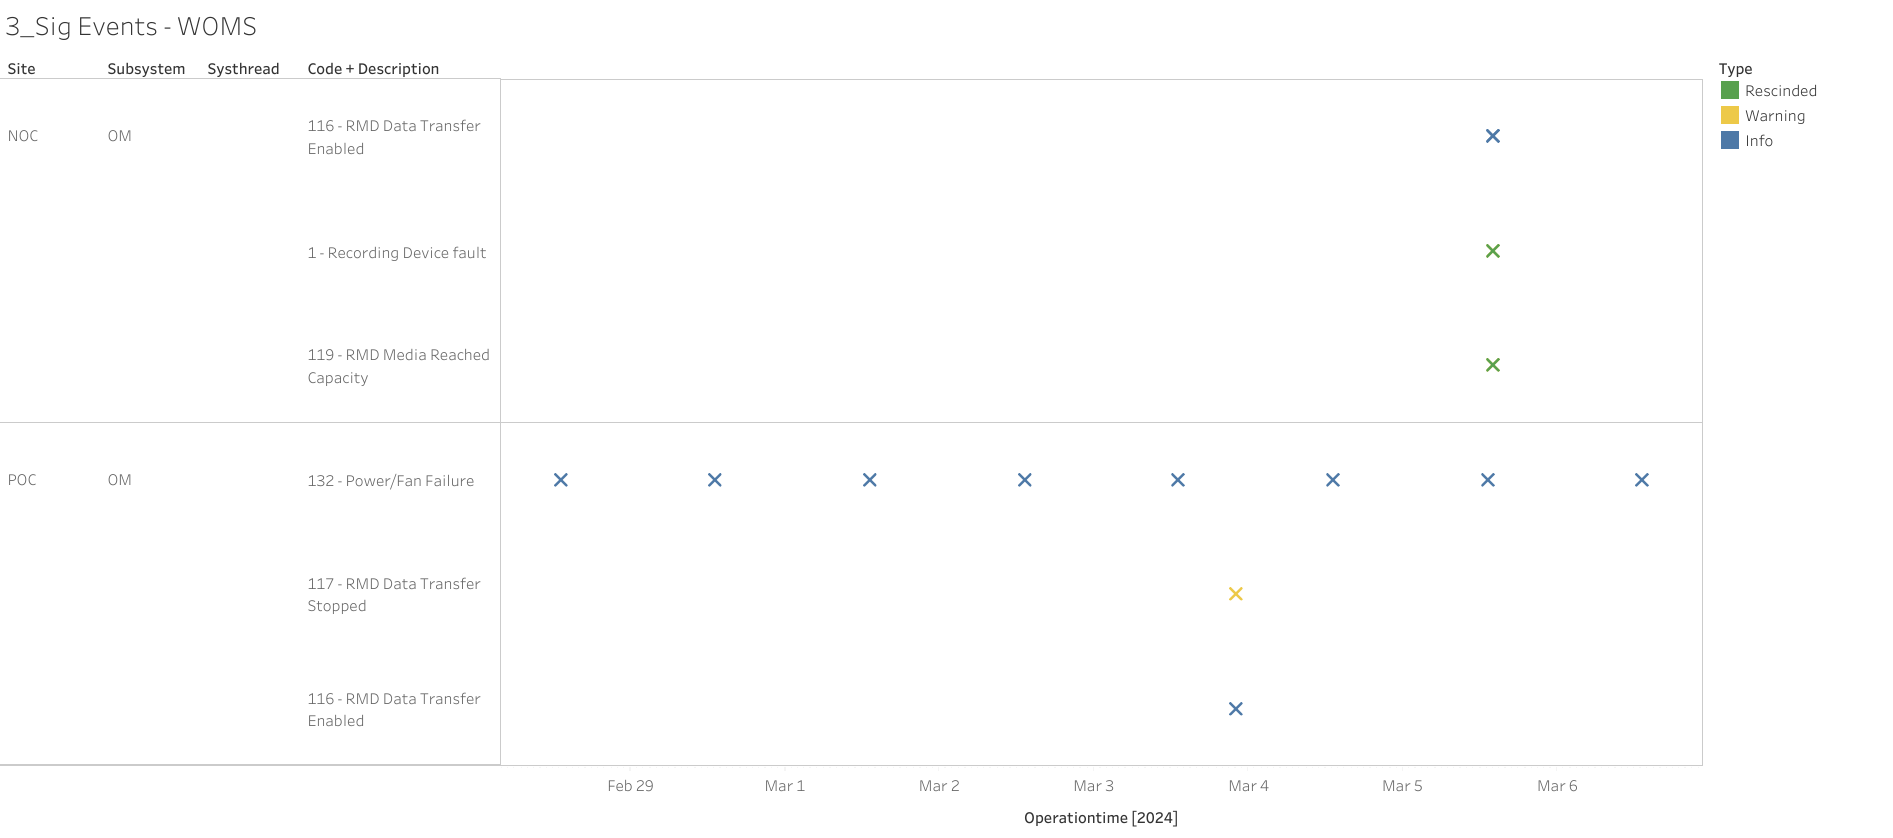 3_Sig Events - WOMS
Site Subsystem Systhread Code + Description
Type
Rescinded
Warning
Info
NOC OM 116 - RMD Data Transfer
Enabled
1 - Recording Device fault
119 - RMD Media Reached
Capacity
POC OM 132 - Power/Fan Failure
117 - RMD Data Transfer
Stopped
116 - RMD Data Transfer
Enabled
Feb 29 Mar 1 Mar 2 Mar 3 Mar 4 Mar 5 Mar 6
Operationtime [2024]